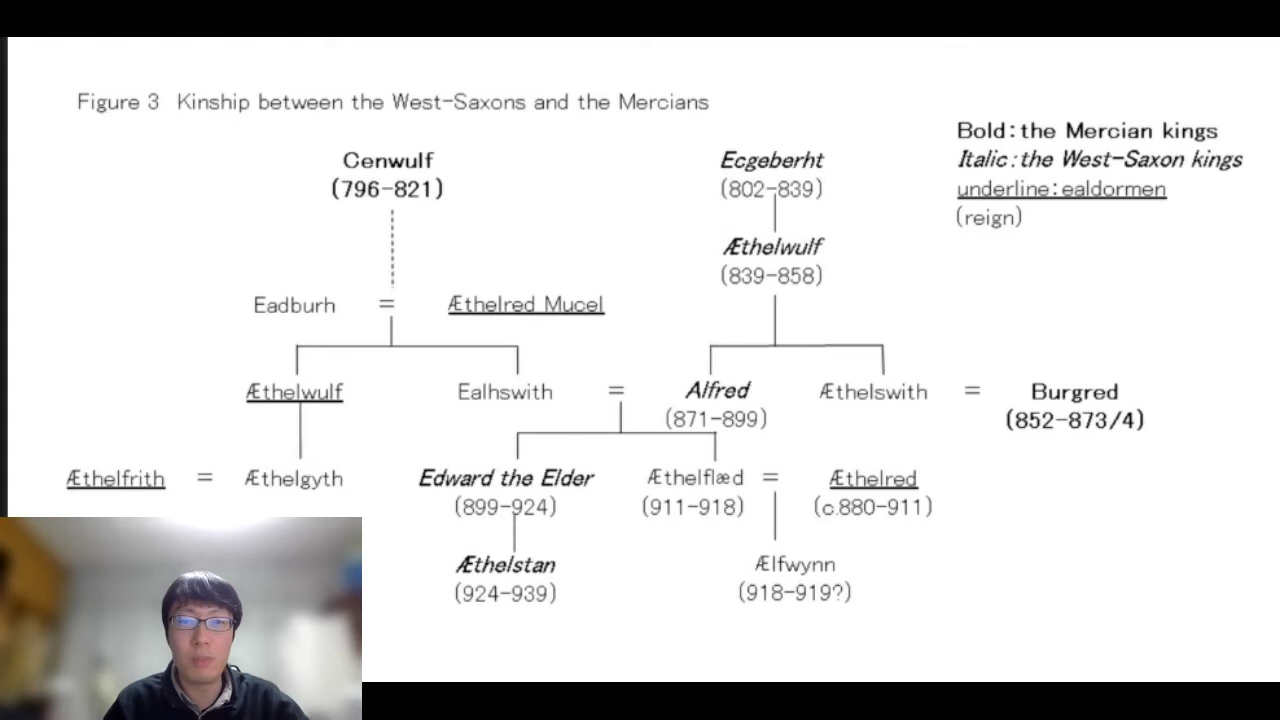 Figure 3 Kinship between the West-Saxons and the Mercians
Bold:the Mercian kings
Italic:the West-Saxon kings
underline:ealdormen
(reign)
Cenwulf
(796-821)
Ecgeberht
(802-839)
Æthelwulf
(839-858)
Eadburh = Æthelred Mucel
Æthelwulf Ealhswith = Alfred Æthelswith = Burgred
(871-899) (852-873/4)
Æthelfrith = Æthelgyth Edward the Elder Æthelflæd = Æthelred
(899-924) (911-918) (c.880-911)
Æthelstan Ælfwynn
(924-939) (918-919?)